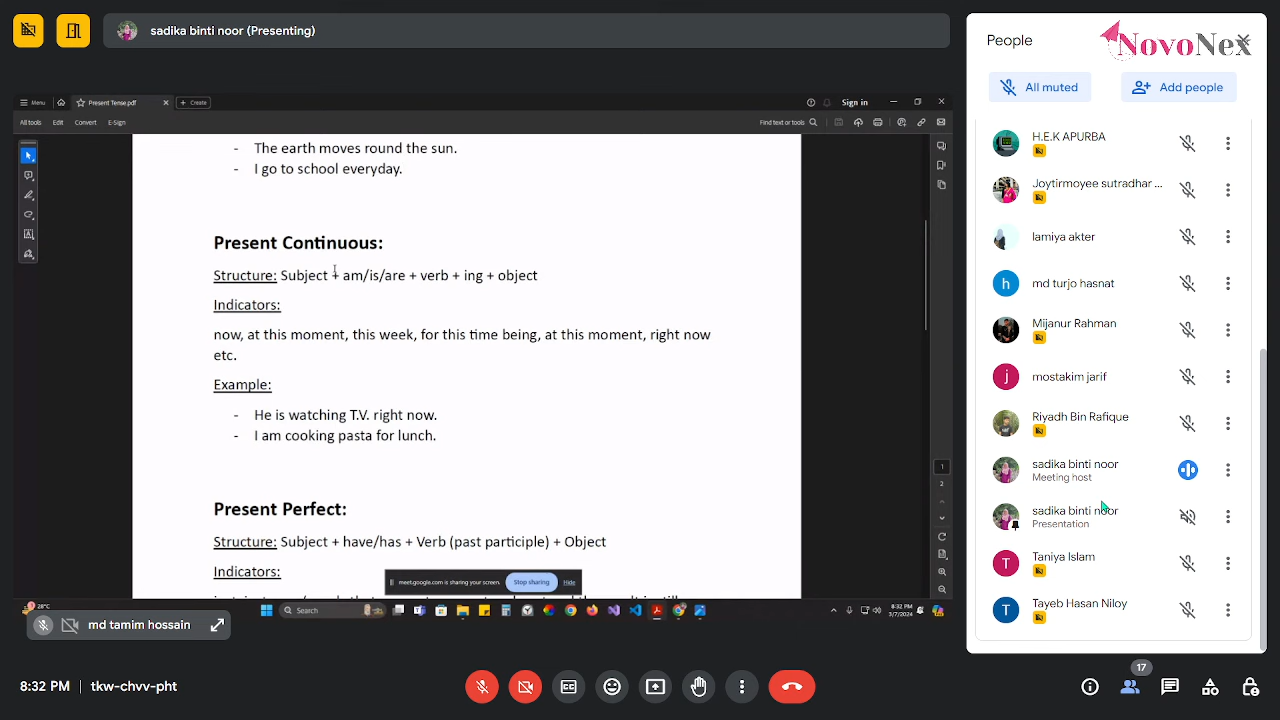 sadika binti noor (Presenting)
Menu
Present Tense.pdf
Create
Sign in
All tools
Edit
Convert
E-Sign
Find text or tools
- The earth moves round the sun.
- I go to school everyday.
Present Continuous:
Structure: Subject + am/is/are + verb + ing + object
Indicators:
now, at this moment, this week, for this time being, at this moment, right now
etc.
Example:
- He is watching T.V. right now.
- I am cooking pasta for lunch.
Present Perfect:
Structure: Subject + have/has + Verb (past participle) + Object
Indicators:
meet.google.com is sharing your screen.
Stop sharing
Hide
1
2
28°C
Search
8:32 PM
3/7/2024
md tamim hossain
8:32 PM | tkw-chvv-pht
People
NovoNex
All muted
Add people
H.E.K APURBA
Joytirmoyee sutradhar ...
lamiya akter
h
md turjo hasnat
Mijanur Rahman
j
mostakim jarif
Riyadh Bin Rafique
sadika binti noor
Meeting host
sadika binti noor
Presentation
T
Taniya Islam
T
Tayeb Hasan Niloy
17